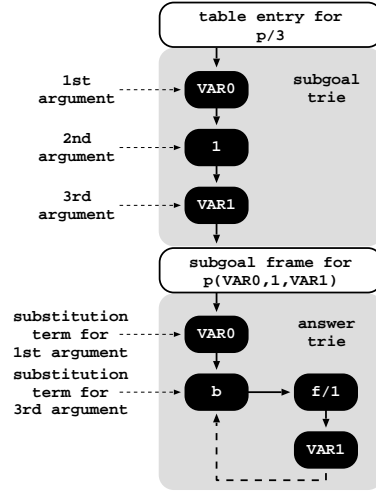 table entry for
p/3
1st
argument
VAR0
subgoal
trie
2nd
argument
1
3rd
argument
VAR1
subgoal frame for
p(VAR0,1,VAR1)
substitution
term for
1st argument
VAR0
answer
trie
substitution
term for
3rd argument
b
f/1
VAR1